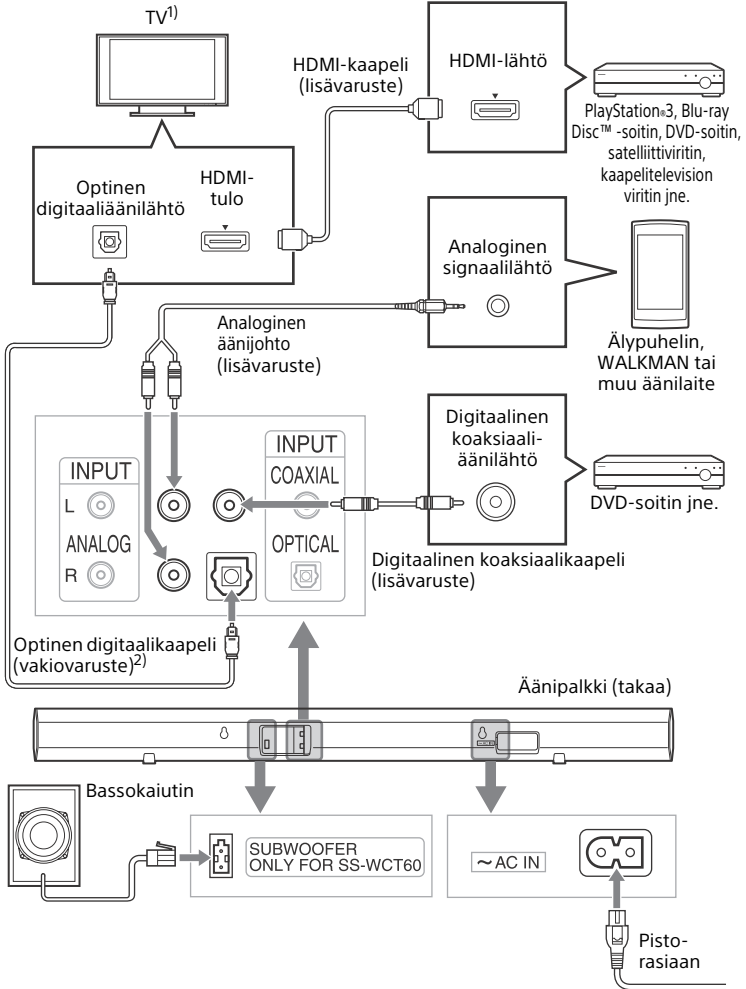 TV1)
HDMI-kaapeli
(lisävaruste)
HDMI-lähtö
PlayStation®3, Blu-ray
Disc™ -soitin, DVD-soitin,
satelliittiviritin,
kaapelitelevision
viritin jne.
Optinen
digitaaliäänilähtö
HDMI-
tulo
Analoginen
signaalilähtö
Älypuhelin,
WALKMAN tai
muu äänilaite
Analoginen
äänijohto
(lisävaruste)
Digitaalinen
koaksiaali-
äänilähtö
DVD-soitin jne.
INPUT
L
ANALOG
R
INPUT
COAXIAL
OPTICAL
Digitaalinen koaksiaalikaapeli
(lisävaruste)
Optinen digitaalikaapeli
(vakiovaruste)2)
Äänipalkki (takaa)
Bassokaiutin
SUBWOOFER
ONLY FOR SS-WCT60
~ AC IN
Pisto-
rasiaan